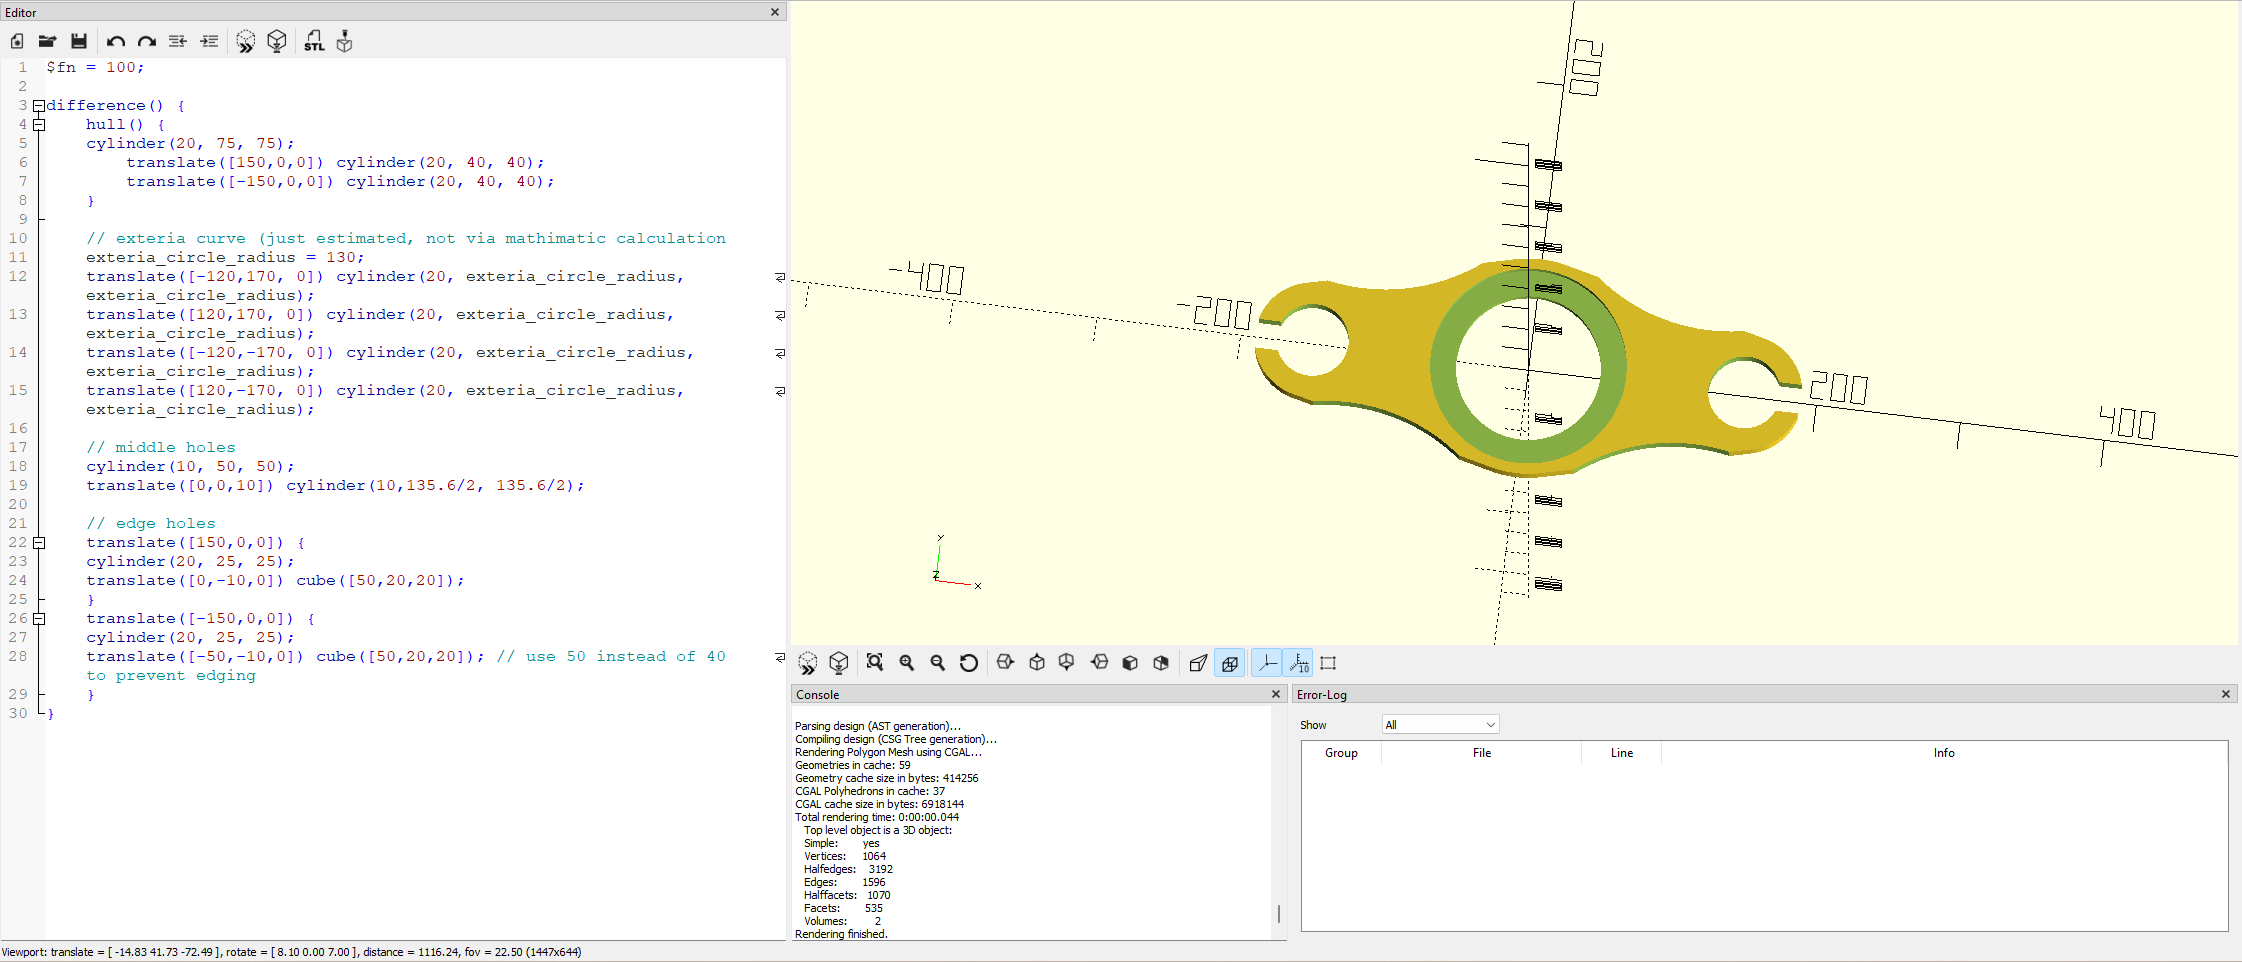 Editor
STL
1 $fn = 100;
2
3 difference() {
4 hull() {
5 cylinder(20, 75, 75);
6 translate([150,0,0]) cylinder(20, 40, 40);
7 translate([-150,0,0]) cylinder(20, 40, 40);
8 }
9
10 // exteria curve (just estimated, not via mathimatic calculation
11 exteria_circle_radius = 130;
12 translate([-120,170, 0]) cylinder(20, exteria_circle_radius,
exteria_circle_radius);
13 translate([120,170, 0]) cylinder(20, exteria_circle_radius,
exteria_circle_radius);
14 translate([-120,-170, 0]) cylinder(20, exteria_circle_radius,
exteria_circle_radius);
15 translate([120,-170, 0]) cylinder(20, exteria_circle_radius,
exteria_circle_radius);
16
17 // middle holes
18 cylinder(10, 50, 50);
19 translate([0,0,10]) cylinder(10,135.6/2, 135.6/2);
20
21 // edge holes
22 translate([150,0,0]) {
23 cylinder(20, 25, 25);
24 translate([0,-10,0]) cube([50,20,20]);
25 }
26 translate([-150,0,0]) {
27 cylinder(20, 25, 25);
28 translate([-50,-10,0]) cube([50,20,20]); // use 50 instead of 40
to prevent edging
29 }
30 }
200
-400
-200
200
400
Y
Z
X
10
Console
Parsing design (AST generation)...
Compiling design (CSG Tree generation)...
Rendering Polygon Mesh using CGAL...
Geometries in cache: 59
Geometry cache size in bytes: 414256
CGAL Polyhedrons in cache: 37
CGAL cache size in bytes: 6918144
Total rendering time: 0:00:00.044
Top level object is a 3D object:
Simple: yes
Vertices: 1064
Halfedges: 3192
Edges: 1596
Halffacets: 1070
Facets: 535
Volumes: 2
Rendering finished.
Error-Log
Show All
Group File Line Info
Viewport: translate = [ -14.83 41.73 -72.49 ], rotate = [ 8.10 0.00 7.00 ], distance = 1116.24, fov = 22.50 (1447x644)